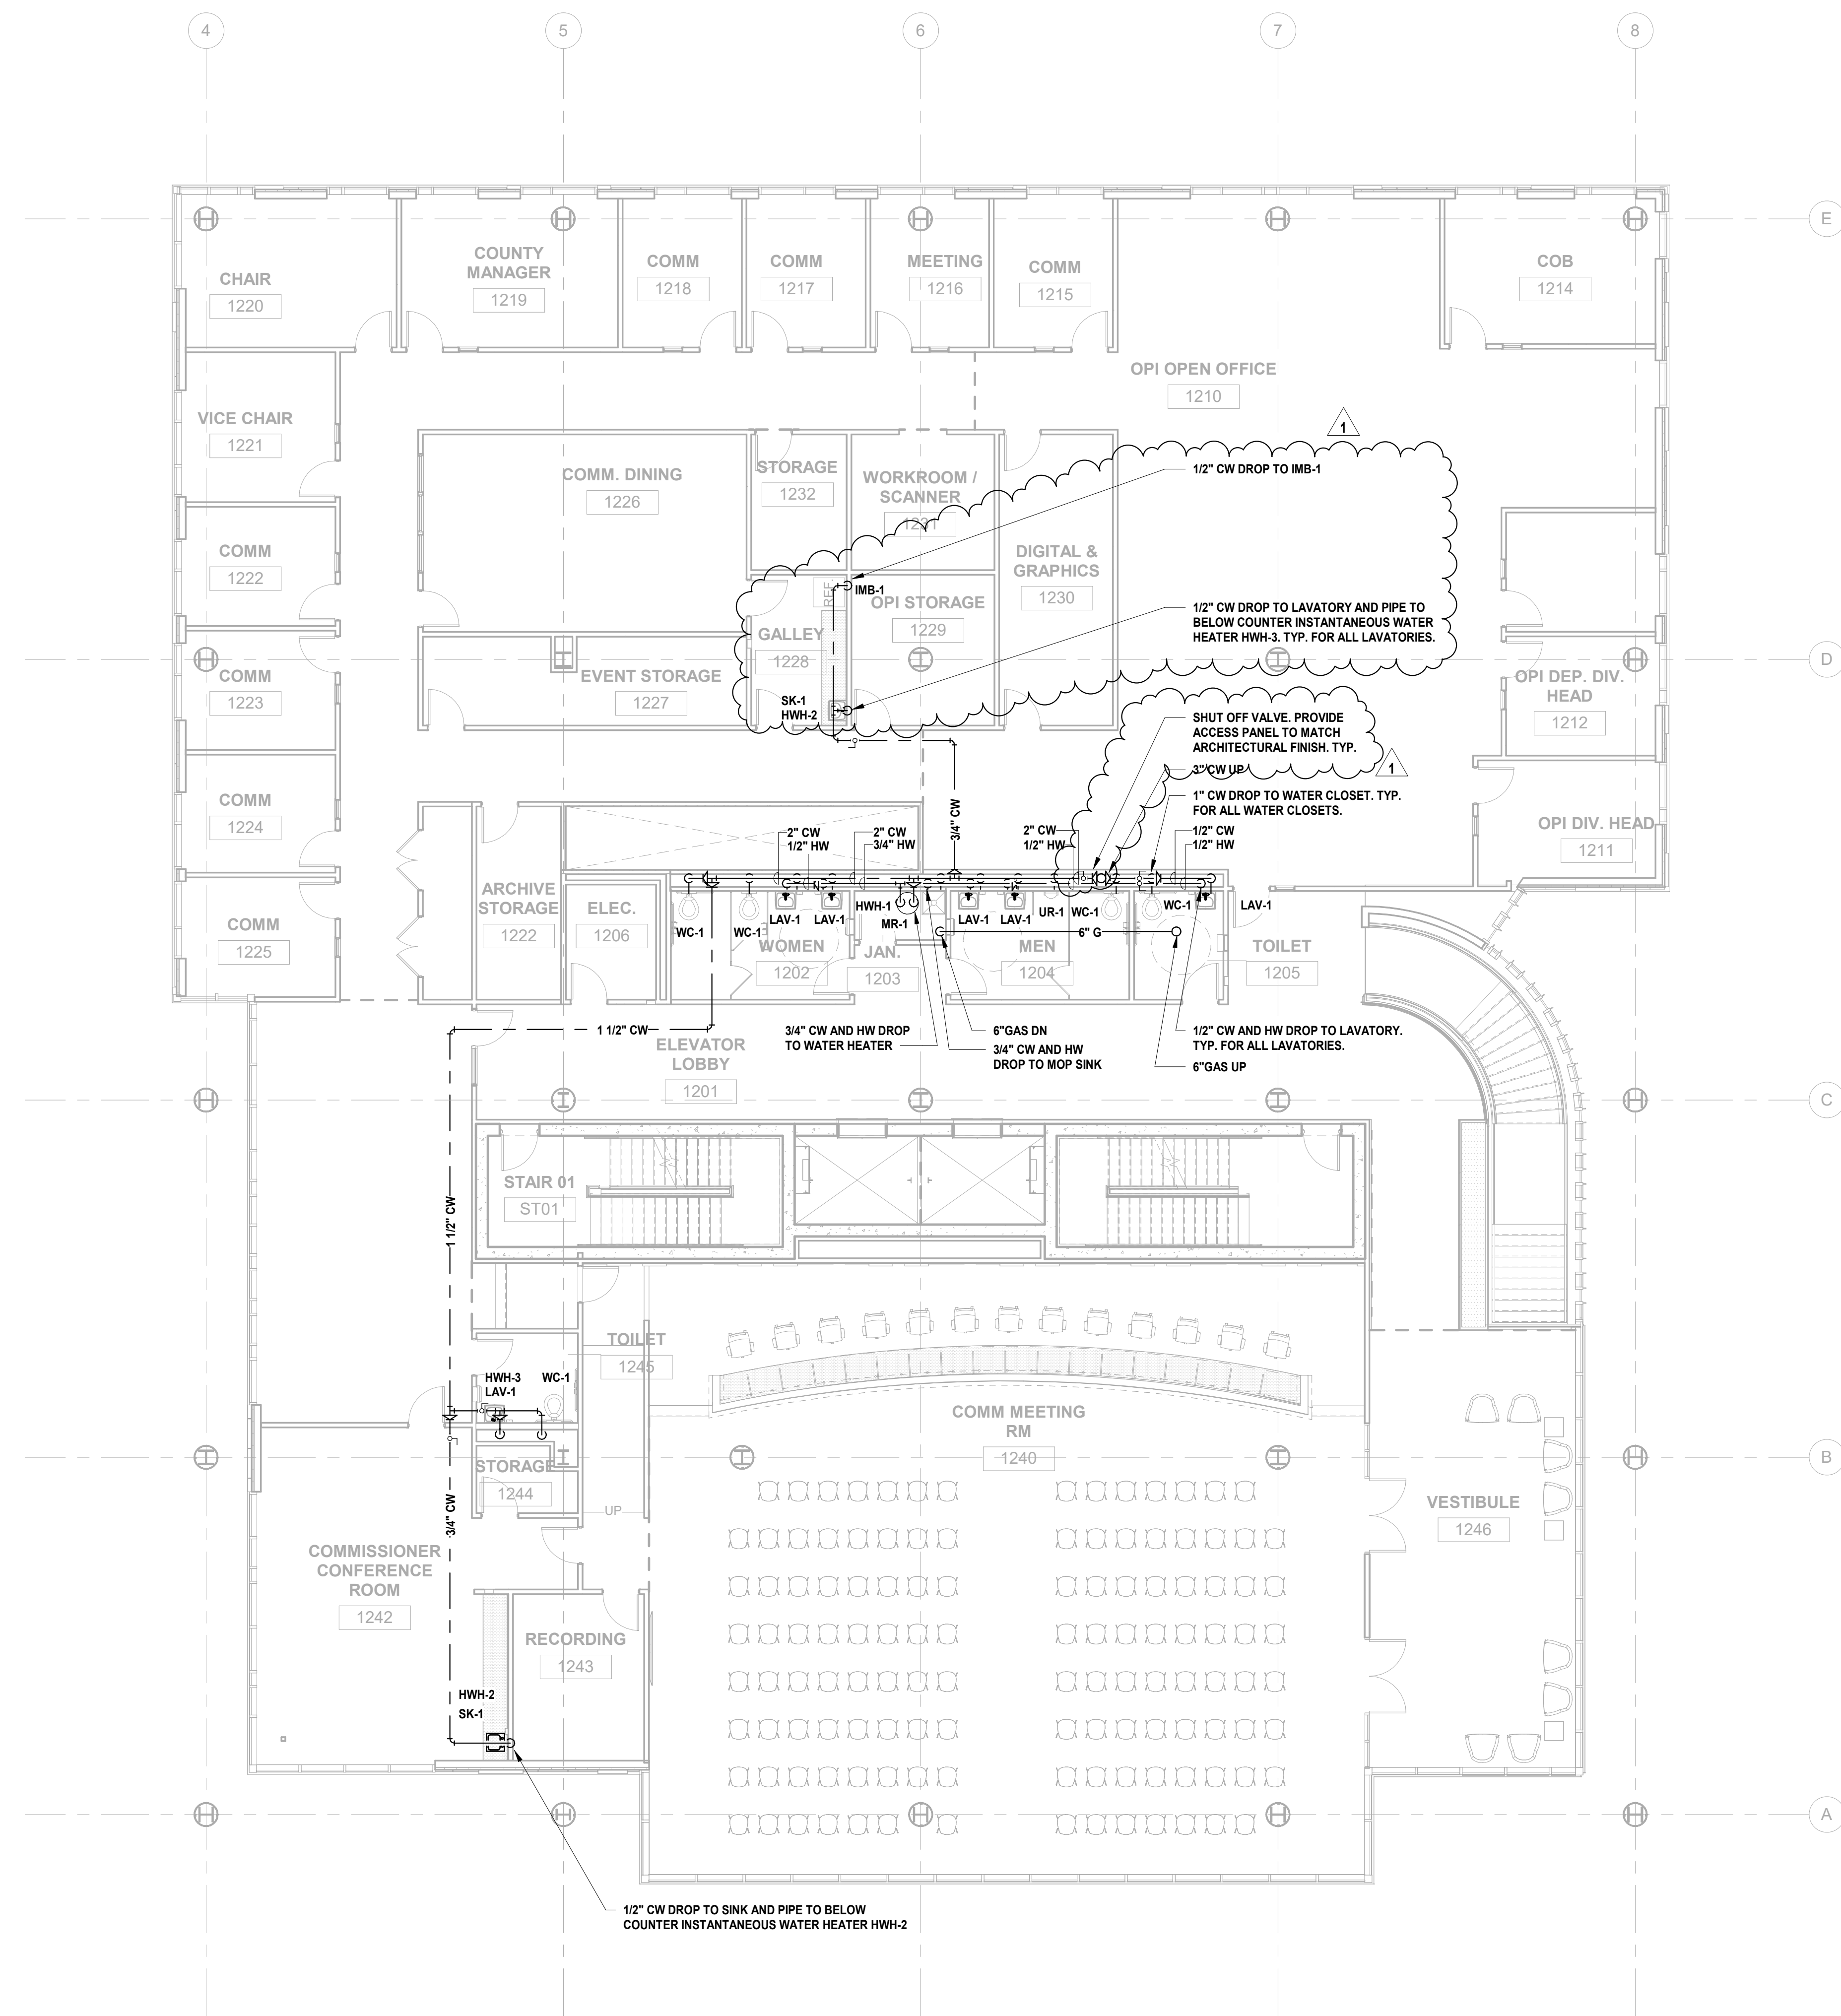 4
5
6
7
8
E
CHAIR
1220
COUNTY
MANAGER
1219
COMM
1218
COMM
1217
MEETING
1216
COMM
1215
COB
1214
OPI OPEN OFFICE
1210
VICE CHAIR
1221
COMM. DINING
1226
STORAGE
1232
WORKROOM /
SCANNER
1231
1
1/2" CW DROP TO IMB-1
COMM
1222
DIGITAL &
GRAPHICS
1230
REF.
IMB-1
OPI STORAGE
1229
1/2" CW DROP TO LAVATORY AND PIPE TO
BELOW COUNTER INSTANTANEOUS WATER
HEATER HWH-3. TYP. FOR ALL LAVATORIES.
GALLEY
1228
D
COMM
1223
EVENT STORAGE
1227
SK-1
HWH-2
OPI DEP. DIV.
HEAD
1212
SHUT OFF VALVE. PROVIDE
ACCESS PANEL TO MATCH
ARCHITECTURAL FINISH. TYP.
3" CW UP
1
1" CW DROP TO WATER CLOSET. TYP.
FOR ALL WATER CLOSETS.
COMM
1224
OPI DIV. HEAD
1211
3/4" CW
2" CW
1/2" HW
2" CW
3/4" HW
2" CW
1/2" HW
1/2" CW
1/2" HW
COMM
1225
ARCHIVE
STORAGE
1222
ELEC.
1206
WC-1
WC-1
LAV-1
LAV-1
WOMEN
1202
HWH-1
MR-1
JAN.
1203
LAV-1
LAV-1
UR-1
WC-1
6" G
MEN
1204
WC-1
LAV-1
TOILET
1205
1 1/2" CW
ELEVATOR
LOBBY
1201
3/4" CW AND HW DROP
TO WATER HEATER
6"GAS DN
3/4" CW AND HW
DROP TO MOP SINK
1/2" CW AND HW DROP TO LAVATORY.
TYP. FOR ALL LAVATORIES.
6"GAS UP
C
STAIR 01
ST01
1 1/2" CW
TOILET
1245
HWH-3
LAV-1
WC-1
COMM MEETING
RM
1240
B
STORAGE
1244
UP
3/4" CW
VESTIBULE
1246
COMMISSIONER
CONFERENCE
ROOM
1242
RECORDING
1243
HWH-2
SK-1
A
1/2" CW DROP TO SINK AND PIPE TO BELOW
COUNTER INSTANTANEOUS WATER HEATER HWH-2